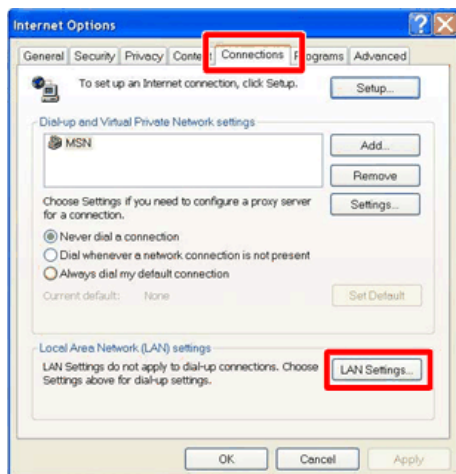 Internet Options
General Security Privacy Content Connections Programs Advanced
To set up an Internet connection, click Setup.
Setup...
Dial-up and Virtual Private Network settings
MSN
Add...
Remove
Choose Settings if you need to configure a proxy server
for a connection.
Settings...
Never dial a connection
Dial whenever a network connection is not present
Always dial my default connection
Current default: None
Set Default
Local Area Network (LAN) settings
LAN Settings do not apply to dial-up connections. Choose
Settings above for dial-up settings.
LAN Settings...
OK Cancel Apply